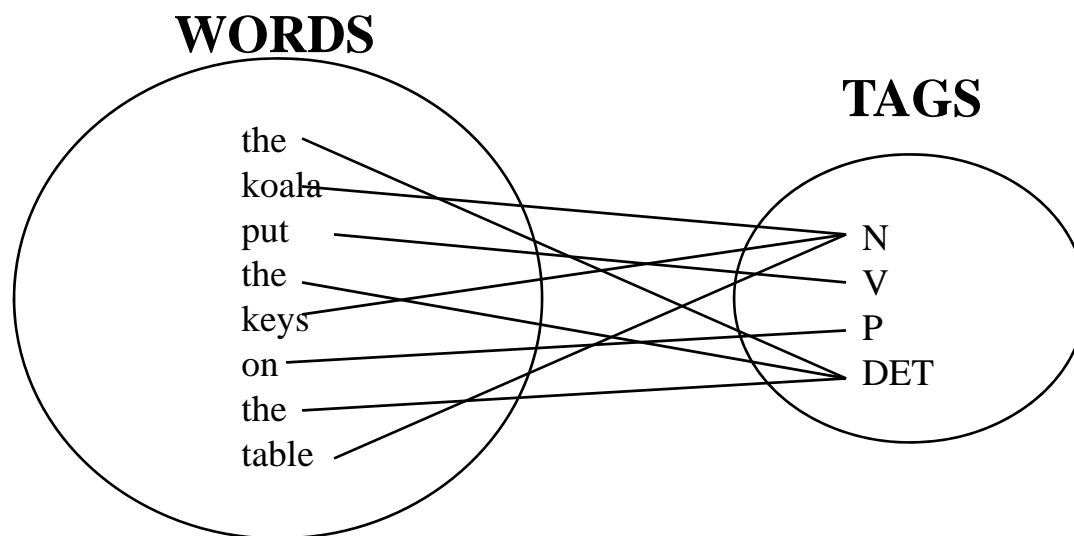 WORDS
the
koala
put
the
keys
on
the
table
TAGS
N
V
P
DET